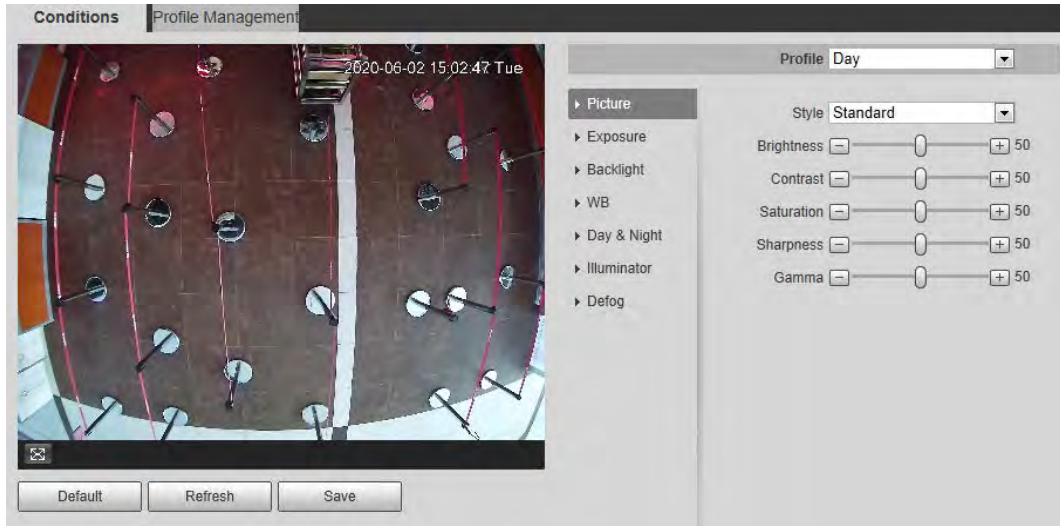 Conditions Profile Management
2020-06-02 15:02:47 Tue
Profile Day
Picture
Exposure
Backlight
WB
Day & Night
Illuminator
Defog
Style Standard
Brightness 50
Contrast 50
Saturation 50
Sharpness 50
Gamma 50
Default Refresh Save